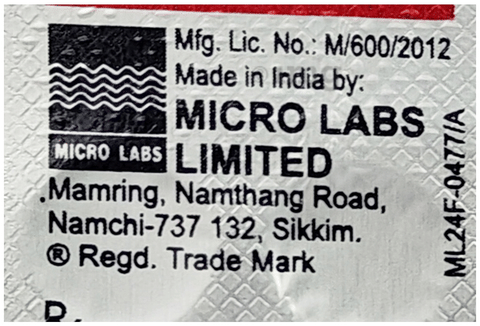 Mfg. Lic. No.: M/600/2012
Made in India by:
MICRO LABS
LIMITED
MICRO LABS
Mamring, Namthang Road,
Namchi-737 132, Sikkim.
® Regd. Trade Mark
ML24F-0477/A